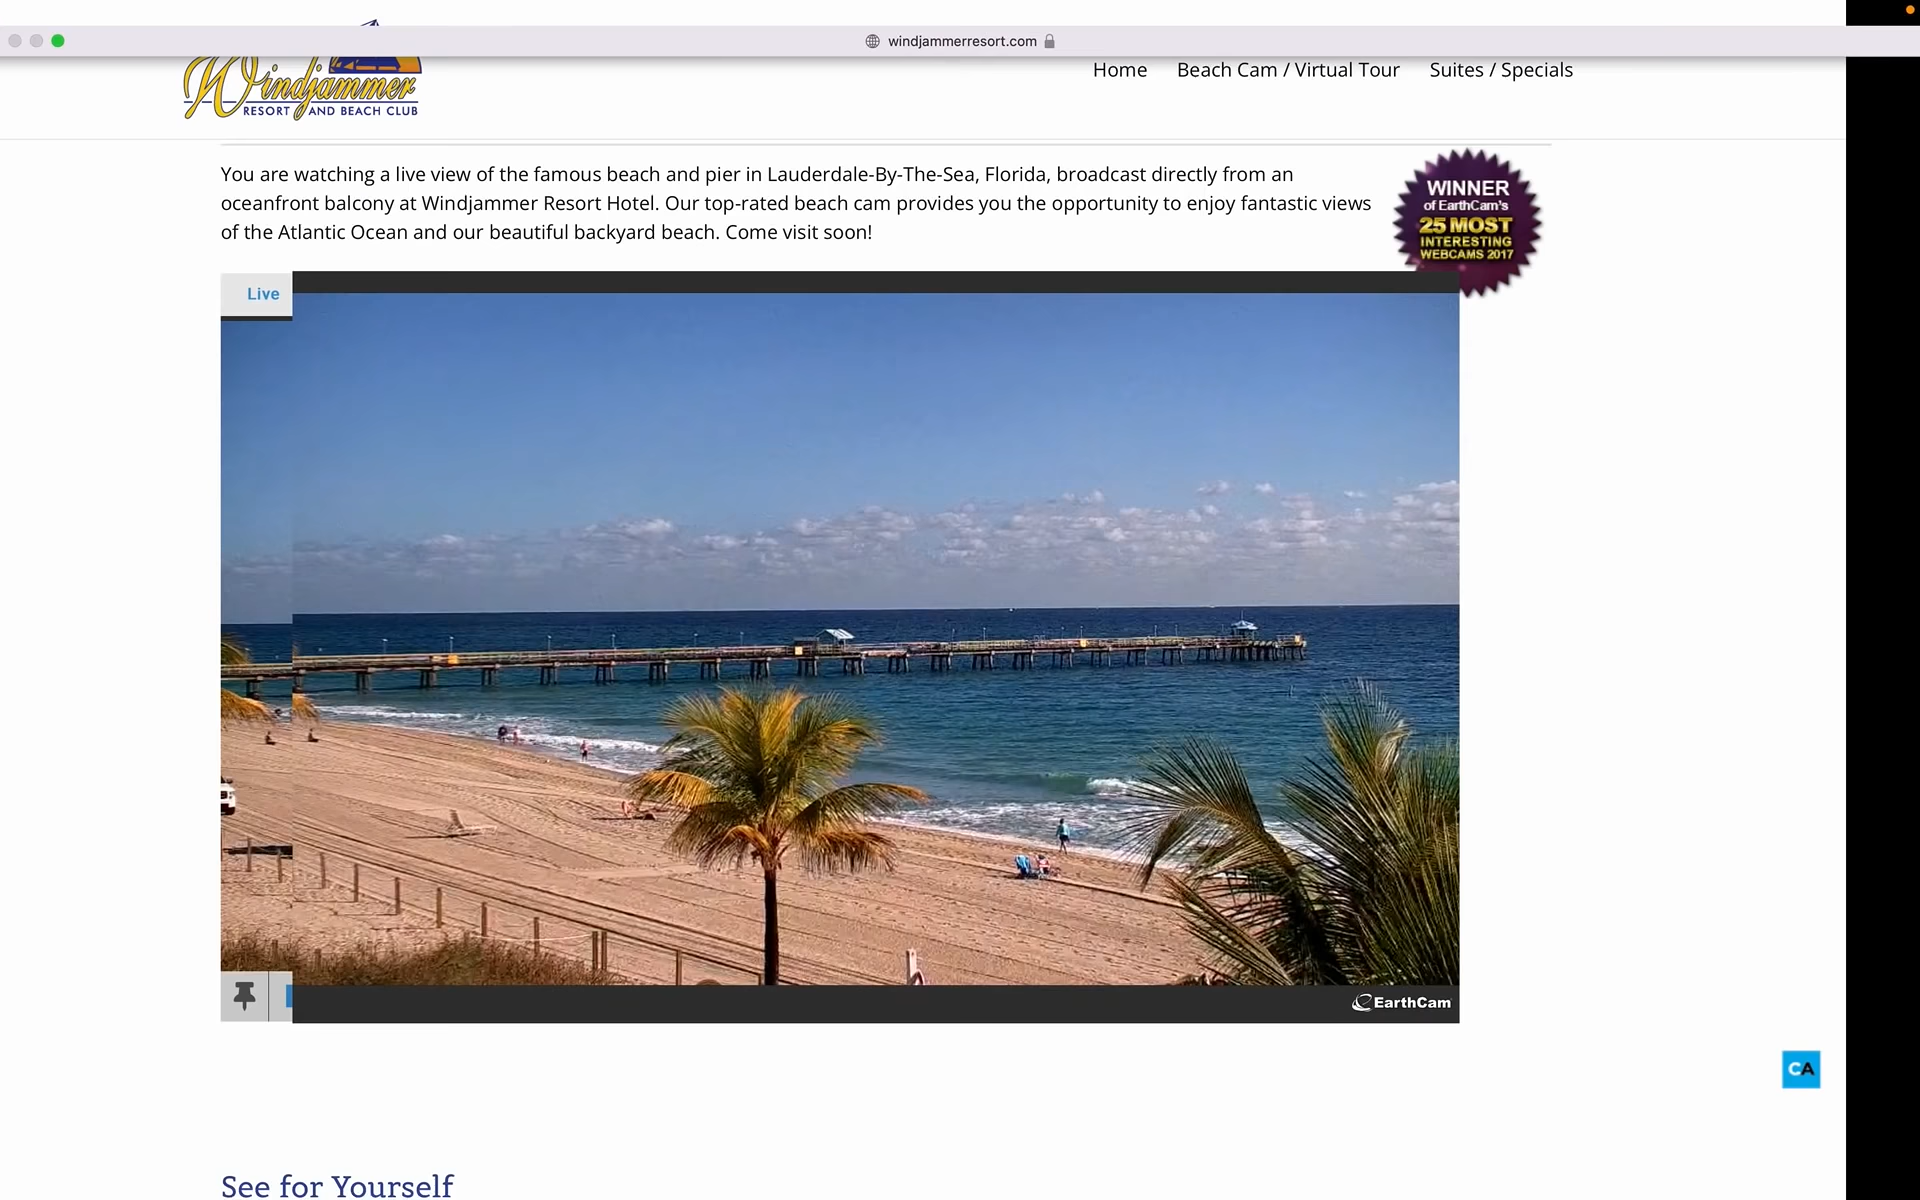 windjammerresort.com
Windjammer
RESORT AND BEACH CLUB
Home Beach Cam / Virtual Tour Suites / Specials
You are watching a live view of the famous beach and pier in Lauderdale-By-The-Sea, Florida, broadcast directly from an
oceanfront balcony at Windjammer Resort Hotel. Our top-rated beach cam provides you the opportunity to enjoy fantastic views
of the Atlantic Ocean and our beautiful backyard beach. Come visit soon!
WINNER
of EarthCam's
25 MOST
INTERESTING
WEBCAMS 2017
Live
EarthCam
CA
See for Yourself